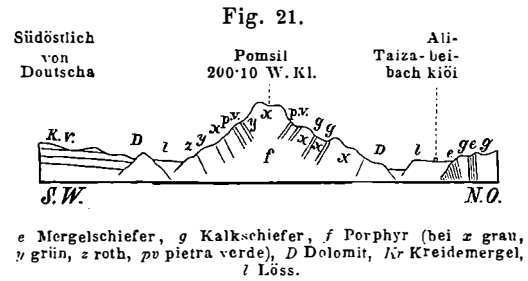 Fig. 21.
Südöstlich
von
Doutscha
Pomsil
200·10 W. Kl.
Ali-
Taiza-bei-
bach kiöi
K.v. D l z y x p.v. y x p.v. x g x g x D l e g e g
f
S.W. N.O.
e Mergelschiefer, g Kalkschiefer, f Porphyr (bei x grau,
y grün, z roth, pv pietra verde), D Dolomit, Kr Kreidemergel,
l Löss.